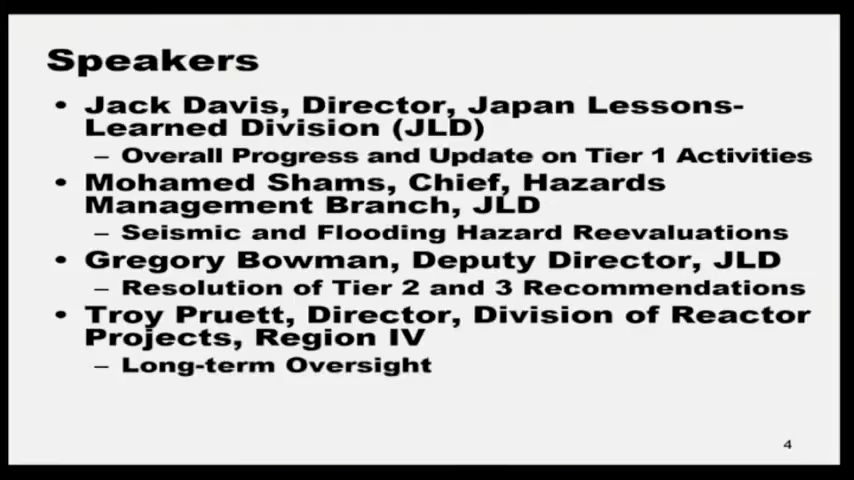 Speakers
• Jack Davis, Director, Japan Lessons-
Learned Division (JLD)
– Overall Progress and Update on Tier 1 Activities
• Mohamed Shams, Chief, Hazards
Management Branch, JLD
– Seismic and Flooding Hazard Reevaluations
• Gregory Bowman, Deputy Director, JLD
– Resolution of Tier 2 and 3 Recommendations
• Troy Pruett, Director, Division of Reactor
Projects, Region IV
– Long-term Oversight
4